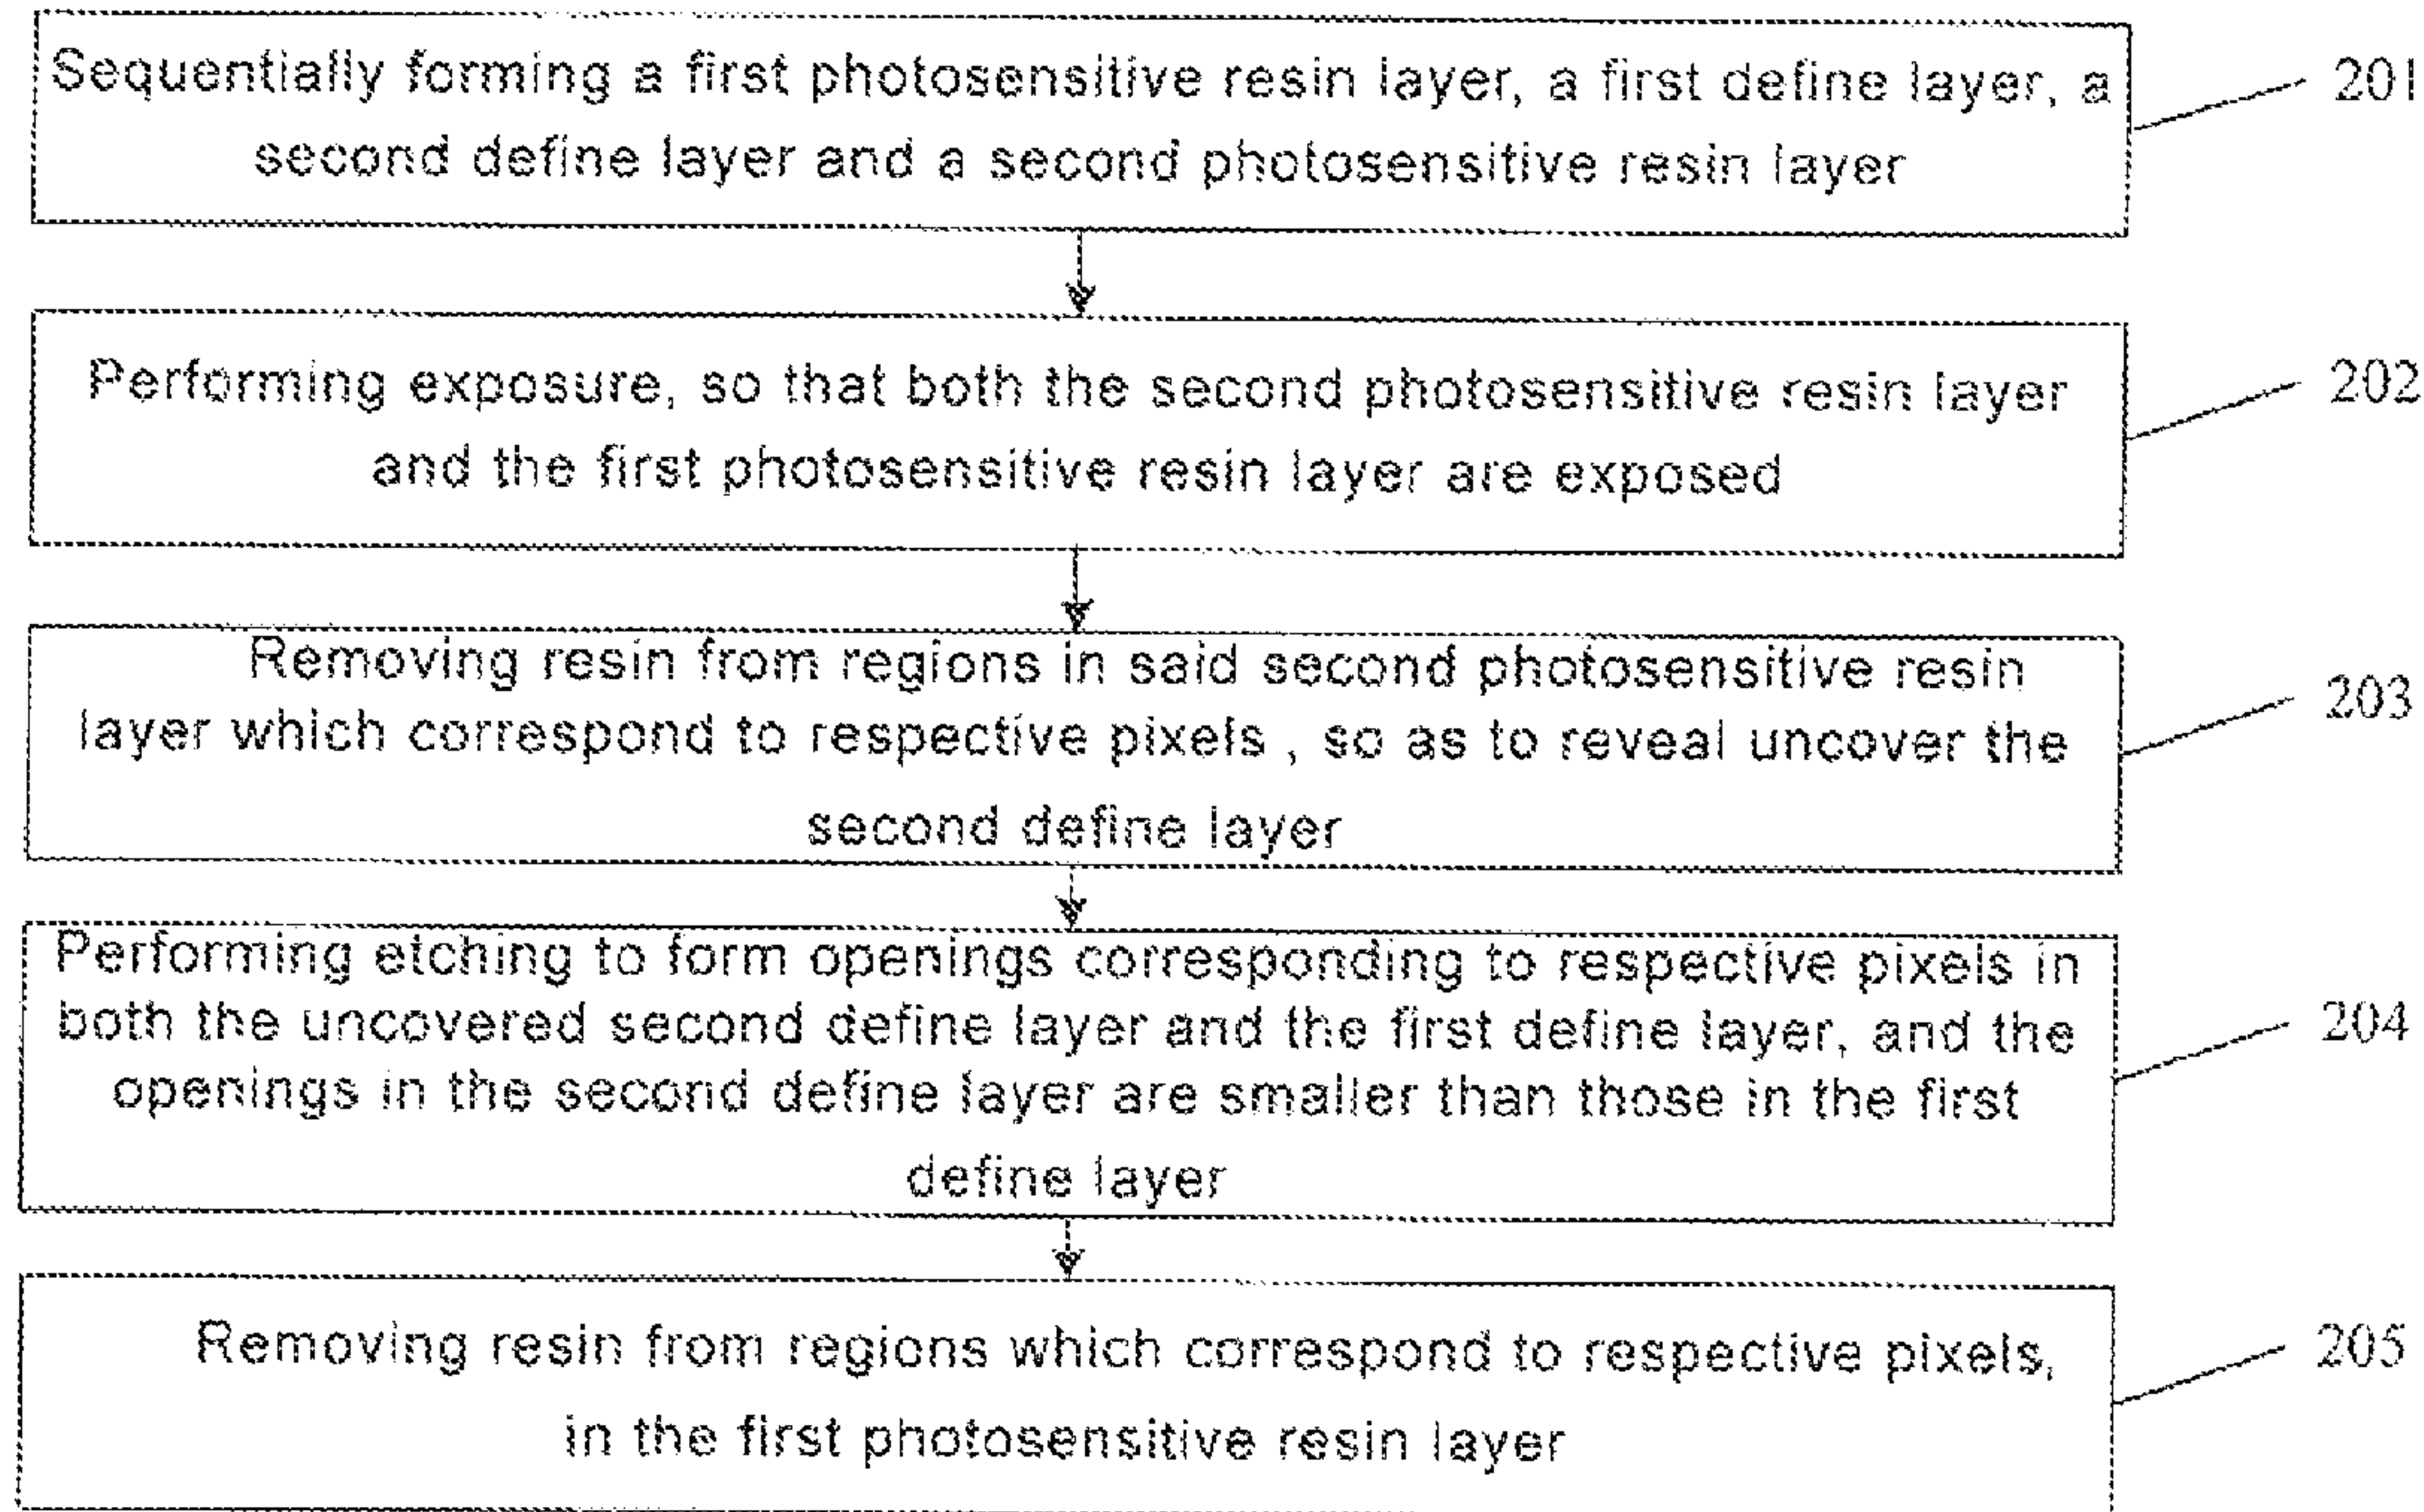 Sequentially forming a first photosensitive resin layer, a first define layer, a
second define layer and a second photosensitive resin layer
201
Performing exposure, so that both the second photosensitive resin layer
and the first photosensitive resin layer are exposed
202
Removing resin from regions in said second photosensitive resin
layer which correspond to respective pixels , so as to reveal uncover the
second define layer
203
Performing etching to form openings corresponding to respective pixels in
both the uncovered second define layer and the first define layer, and the
openings in the second define layer are smaller than those in the first
define layer
204
Removing resin from regions which correspond to respective pixels,
in the first photosensitive resin layer
205